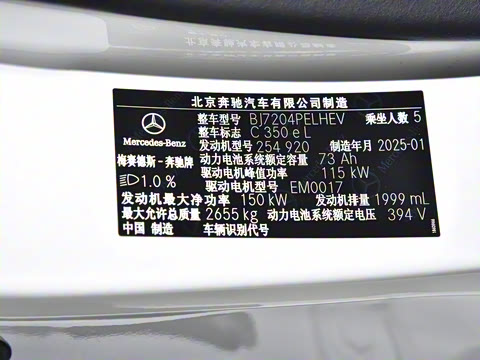 北京奔驰汽车有限公司制造
整车型号 BJ7204PELHEV 乘坐人数 5
整车标志 C 350 e L
Mercedes-Benz
发动机型号 254 920 制造年月 2025-01
梅赛德斯-奔驰牌 动力电池系统额定容量 73 Ah
驱动电机峰值功率 115 kW
1.0 % 驱动电机型号 EM0017
发动机最大净功率 150 kW 发动机排量 1999 mL
最大允许总质量 2655 kg 动力电池系统额定电压 394 V
中国 制造 车辆识别代号